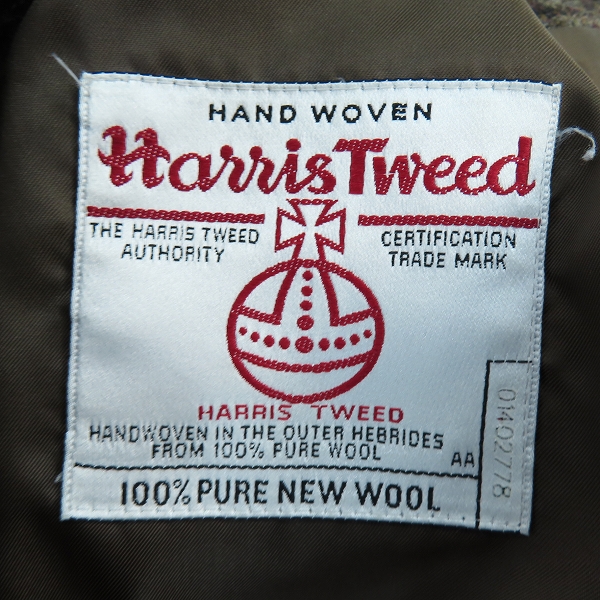 HAND WOVEN
Harris Tweed
THE HARRIS TWEED
AUTHORITY
CERTIFICATION
TRADE MARK
HARRIS TWEED
HANDWOVEN IN THE OUTER HEBRIDES
FROM 100% PURE WOOL
AA
100% PURE NEW WOOL
01402778